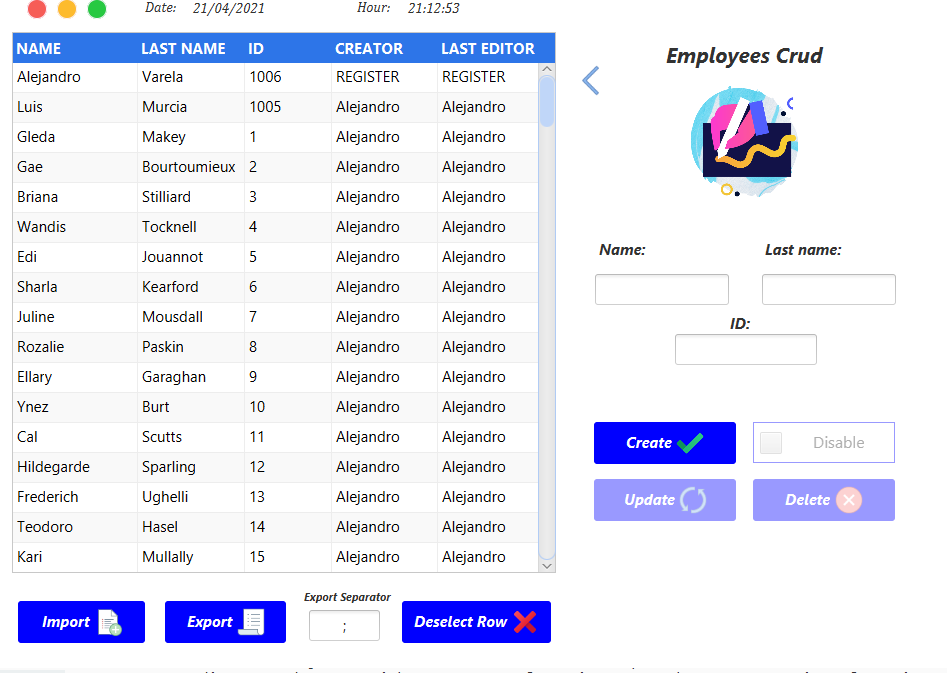 Date: 21/04/2021 Hour: 21:12:53
NAME LAST NAME ID CREATOR LAST EDITOR
Alejandro Varela 1006 REGISTER REGISTER
Luis Murcia 1005 Alejandro Alejandro
Gleda Makey 1 Alejandro Alejandro
Gae Bourtoumieux 2 Alejandro Alejandro
Briana Stilliard 3 Alejandro Alejandro
Wandis Tocknell 4 Alejandro Alejandro
Edi Jouannot 5 Alejandro Alejandro
Sharla Kearford 6 Alejandro Alejandro
Juline Mousdall 7 Alejandro Alejandro
Rozalie Paskin 8 Alejandro Alejandro
Ellary Garaghan 9 Alejandro Alejandro
Ynez Burt 10 Alejandro Alejandro
Cal Scutts 11 Alejandro Alejandro
Hildegarde Sparling 12 Alejandro Alejandro
Frederich Ughelli 13 Alejandro Alejandro
Teodoro Hasel 14 Alejandro Alejandro
Kari Mullally 15 Alejandro Alejandro
Import Export
Export Separator
;
Deselect Row
Employees Crud
Name: Last name:
ID:
Create Disable
Update Delete